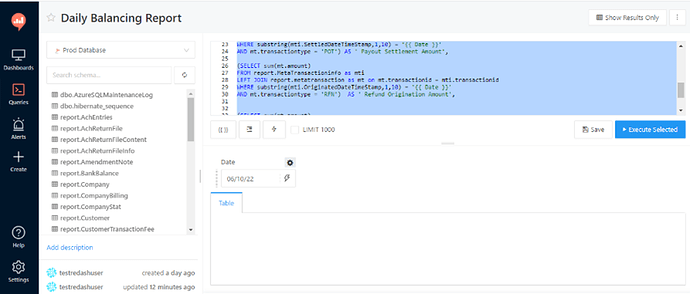 Daily Balancing Report
Show Results Only
Dashboards
Queries
Alerts
Create
Help
Settings
Prod Database
Search schema...
dbo.AzureSQLMaintenanceLog
dbo.hibernate_sequence
report.AchEntries
report.AchReturnFile
report.AchReturnFileContent
report.AchReturnFileInfo
report.AmendmentNote
report.BankBalance
report.Company
report.CompanyBilling
report.CompanyStat
report.Customer
report.CustomerTransactionFee
Add description
testredashuser created a day ago
testredashuser updated 12 minutes ago
23 WHERE substring(mti.SettledDateTimeStamp,1,10) = '{{ Date }}'
24 AND mt.transactiontype = 'POT') AS ' Payout Settlement Amount',
25
26 (SELECT sum(mt.amount)
27 FROM report.MetaTransactioninfo as mti
28 LEFT JOIN report.metatransaction as mt on mt.transactionid = mti.transactionid
29 WHERE substring(mti.OriginatedDateTimeStamp,1,10) = '{{ Date }}'
30 AND mt.transactiontype = 'RFN') AS ' Refund Origination Amount',
31
{{ }}
LIMIT 1000
Save
Execute Selected
Date
06/10/22
Table